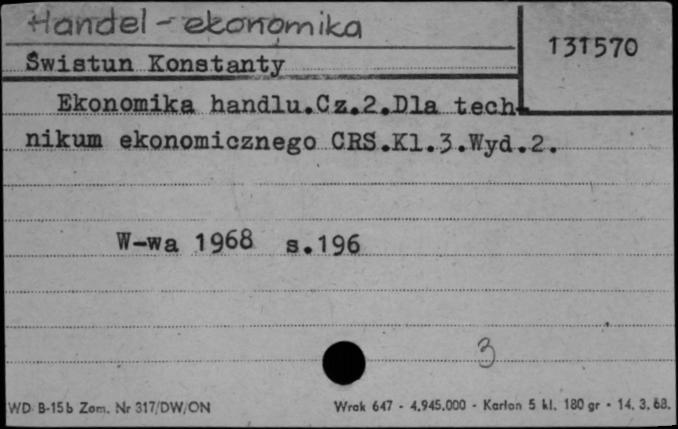 Handel - ekonomika
131570
Świstun Konstanty
Ekonomika handlu.Cz.2.Dla tech-
nikum ekonomicznego CRS.Kl.3.Wyd.2.
W-wa 1968 s.196
3
WD B-15b Zam. Nr 317/DW/ON
Wrak 647 - 4.945.000 - Karton 5 kl. 180 gr - 14. 3. 68.